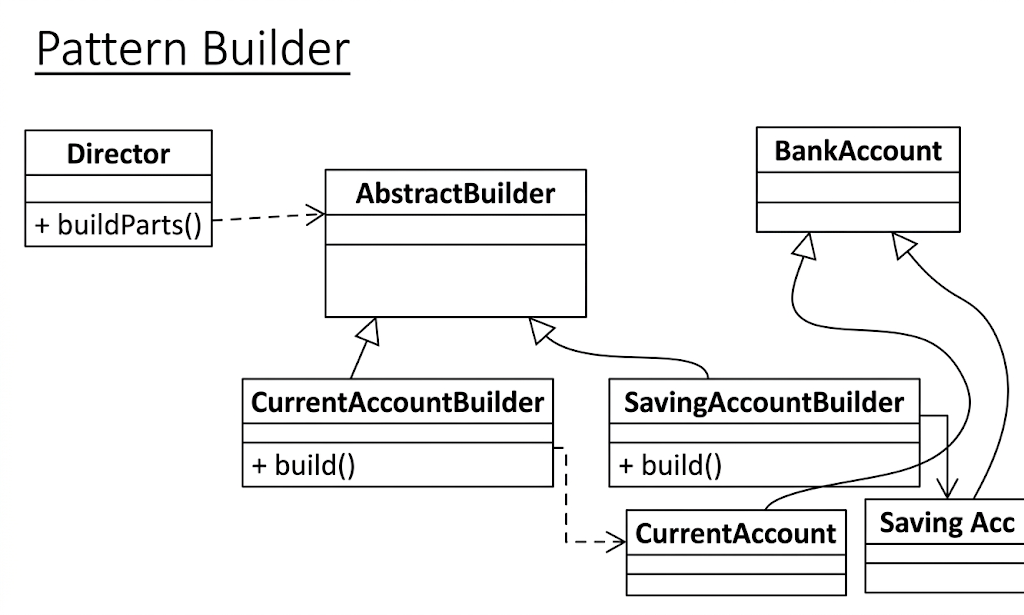 Pattern Builder
Director
+ buildParts()
AbstractBuilder
BankAccount
CurrentAccountBuilder
+ build()
SavingAccountBuilder
+ build()
CurrentAccount
Saving Acc